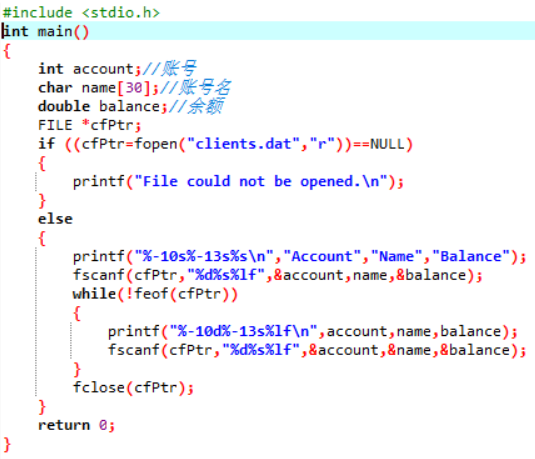 #include <stdio.h>
int main()
{
    int account;//账号
    char name[30];//账号名
    double balance;//余额
    FILE *cfPtr;
    if ((cfPtr=fopen("clients.dat","r"))==NULL)
    {
        printf("File could not be opened.\n");
    }
    else
    {
        printf("%-10s%-13s%s\n","Account","Name","Balance");
        fscanf(cfPtr,"%d%s%lf",&account,name,&balance);
        while(!feof(cfPtr))
        {
            printf("%-10d%-13s%lf\n",account,name,balance);
            fscanf(cfPtr,"%d%s%lf",&account,&name,&balance);
        }
        fclose(cfPtr);
    }
    return 0;
}